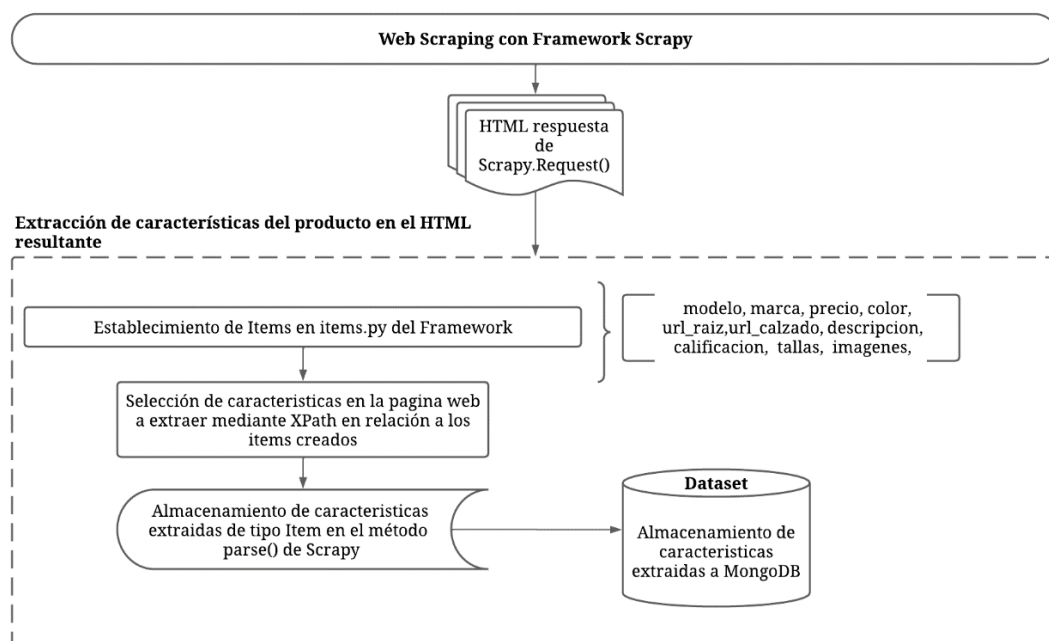 Web Scraping con Framework Scrapy
HTML respuesta
de
Scrapy.Request()
Extracción de características del producto en el HTML
resultante
Establecimiento de Items en items.py del Framework
modelo, marca, precio, color,
url_raiz,url_calzado, descripcion,
calificacion, tallas, imagenes,
Selección de caracteristicas en la pagina web
a extraer mediante XPath en relación a los
items creados
Almacenamiento de caracteristicas
extraidas de tipo Item en el método
parse() de Scrapy
Dataset
Almacenamiento de
caracteristicas
extraidas a MongoDB